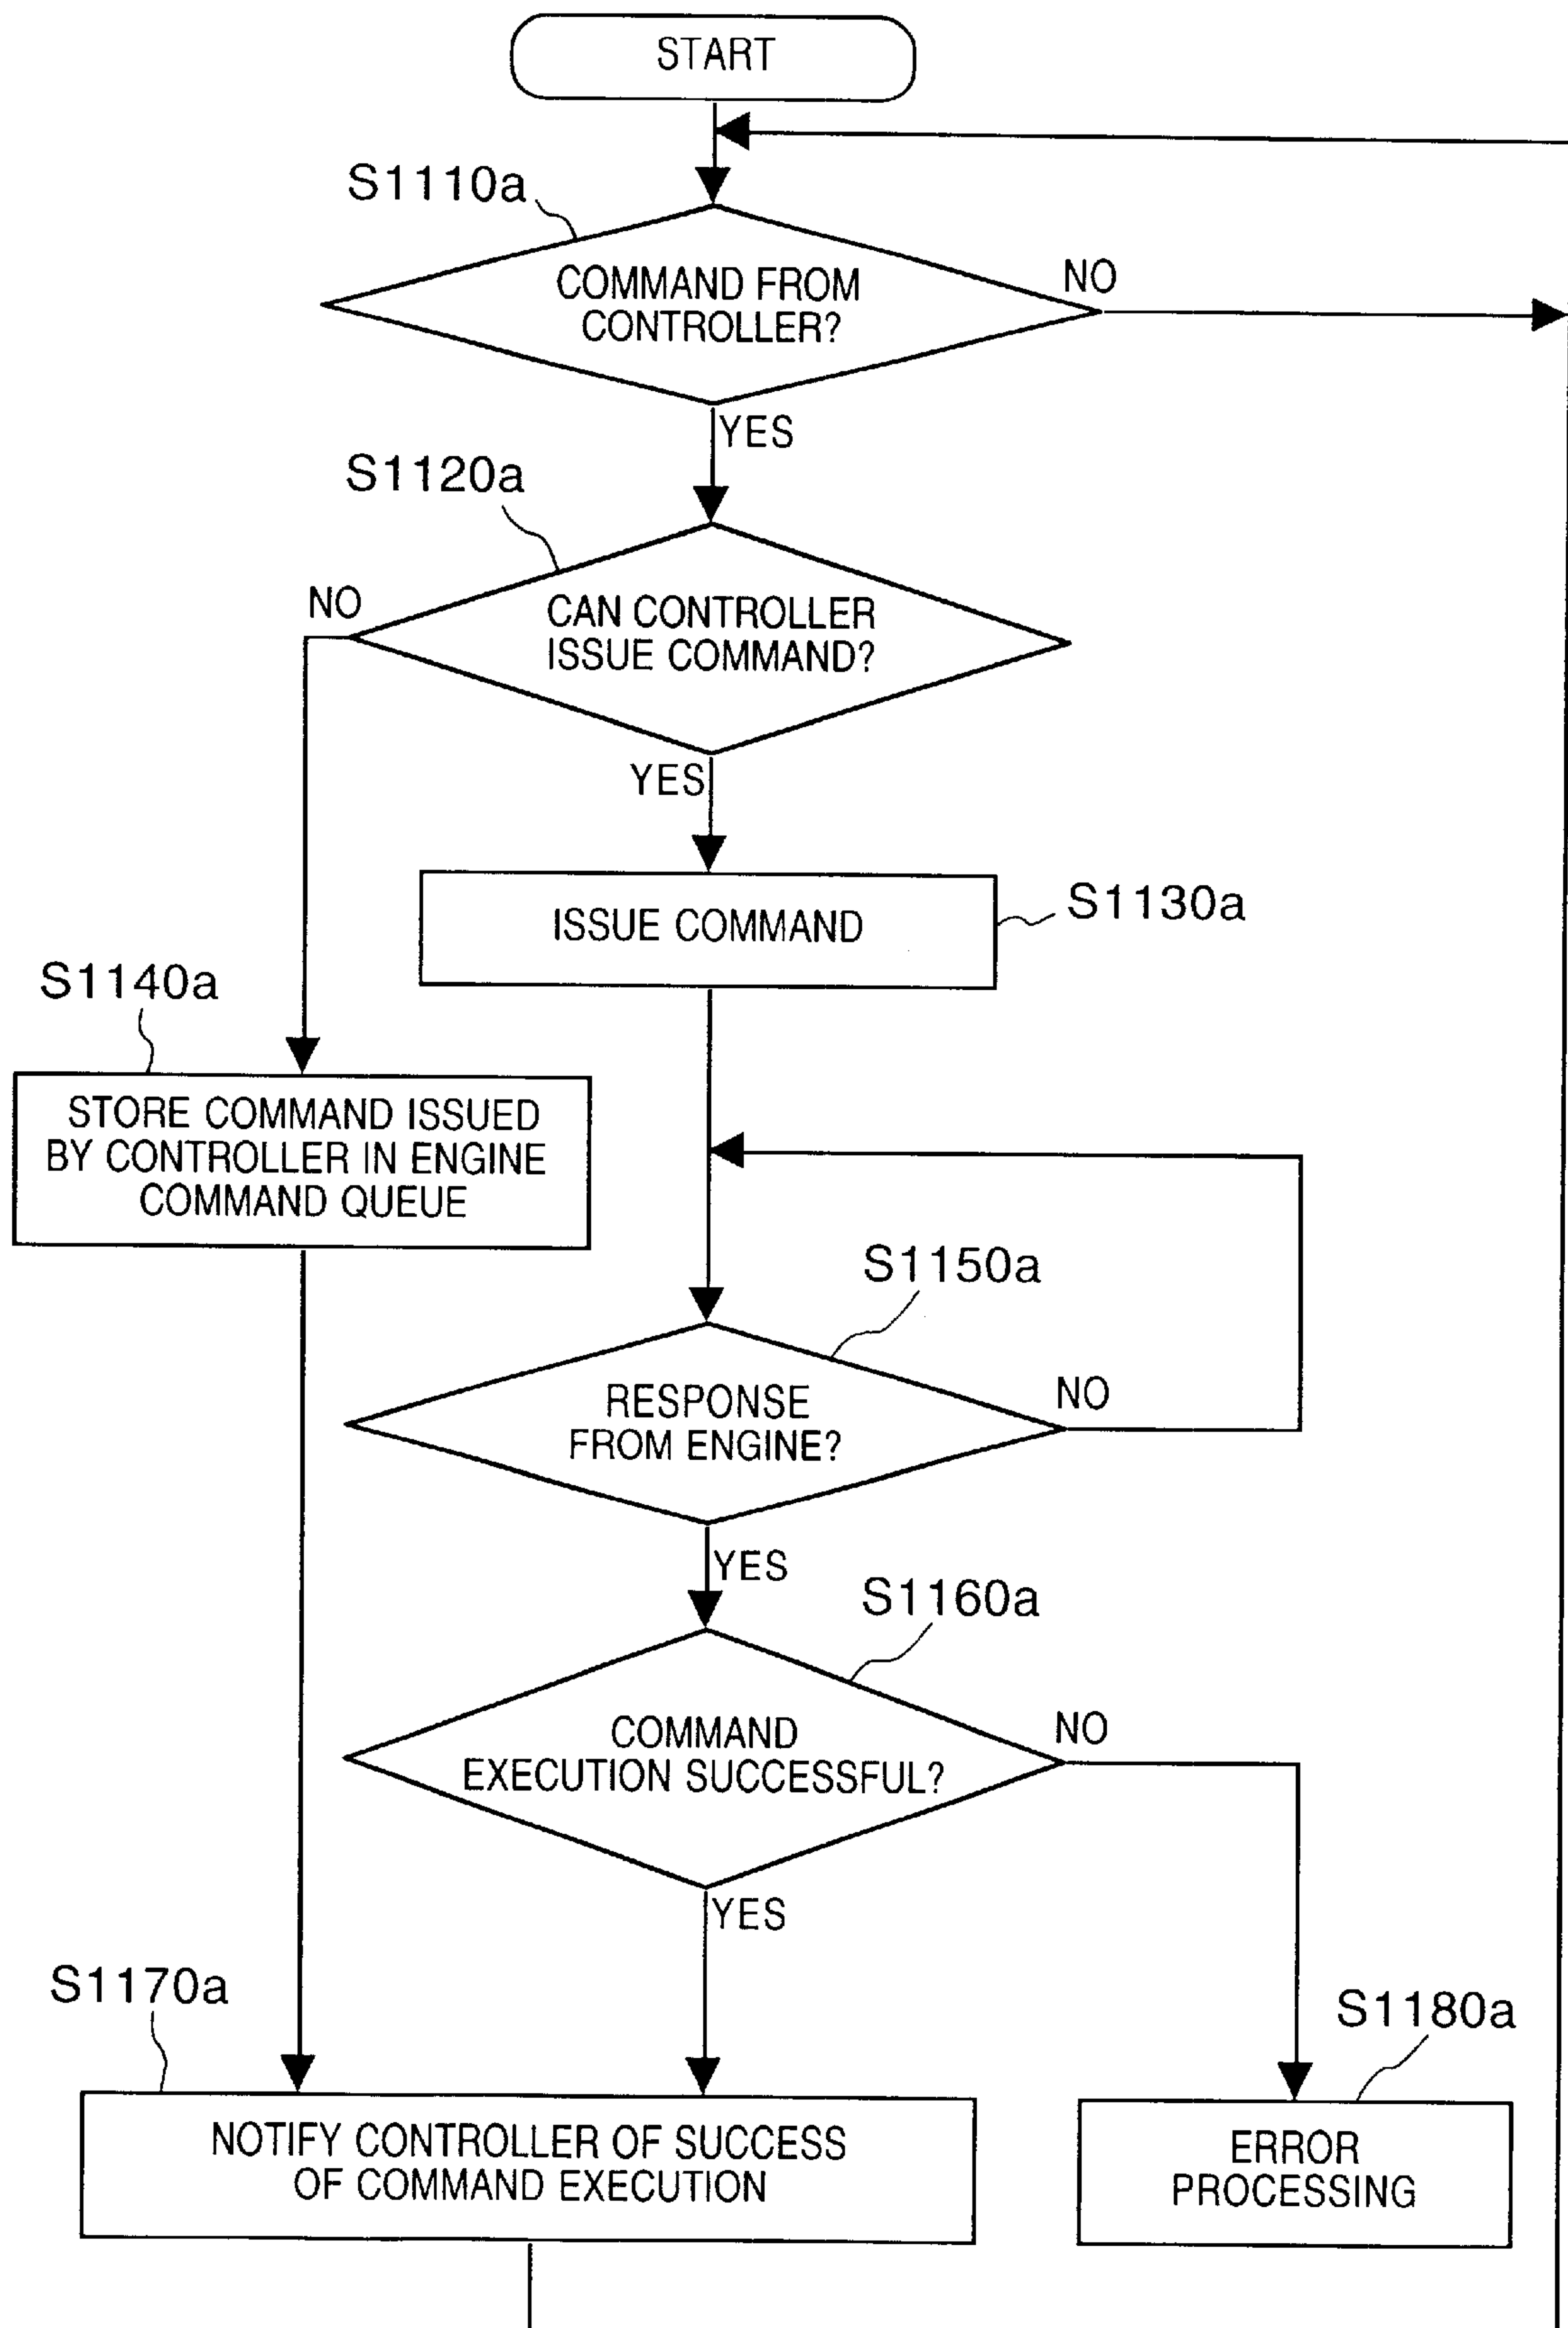 START
S1110a
COMMAND FROM
CONTROLLER?
NO
YES
S1120a
NO
CAN CONTROLLER
ISSUE COMMAND?
YES
ISSUE COMMAND
S1130a
S1140a
STORE COMMAND ISSUED
BY CONTROLLER IN ENGINE
COMMAND QUEUE
S1150a
RESPONSE
FROM ENGINE?
NO
YES
S1160a
COMMAND
EXECUTION SUCCESSFUL?
NO
YES
S1170a
S1180a
NOTIFY CONTROLLER OF SUCCESS
OF COMMAND EXECUTION
ERROR
PROCESSING